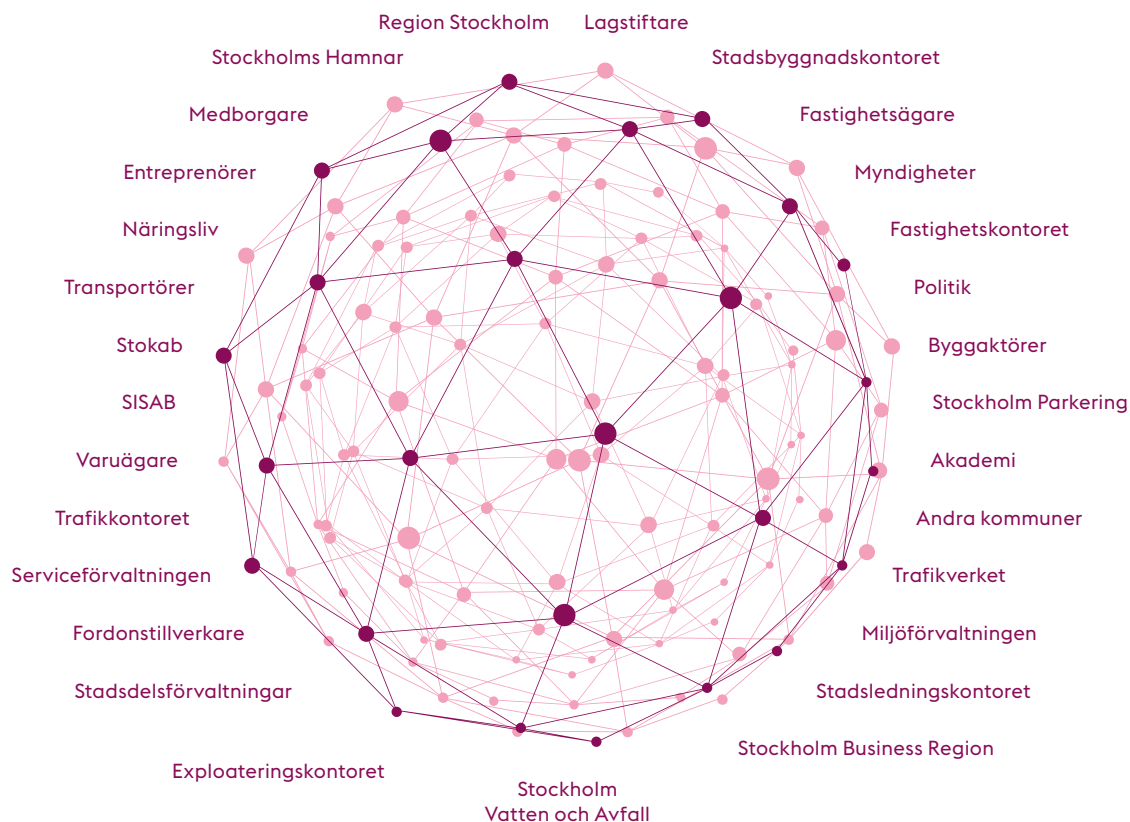 Region Stockholm
Lagstiftare
Stockholms Hamnar
Stadsbyggnadskontoret
Medborgare
Fastighetsägare
Entreprenörer
Myndigheter
Näringsliv
Fastighetskontoret
Transportörer
Politik
Stokab
Byggaktörer
SISAB
Stockholm Parkering
Varuägare
Akademi
Trafikkontoret
Andra kommuner
Serviceförvaltningen
Trafikverket
Fordonstillverkare
Miljöförvaltningen
Stadsdelsförvaltningar
Stadsledningskontoret
Stockholm Business Region
Exploateringskontoret
Stockholm
Vatten och Avfall